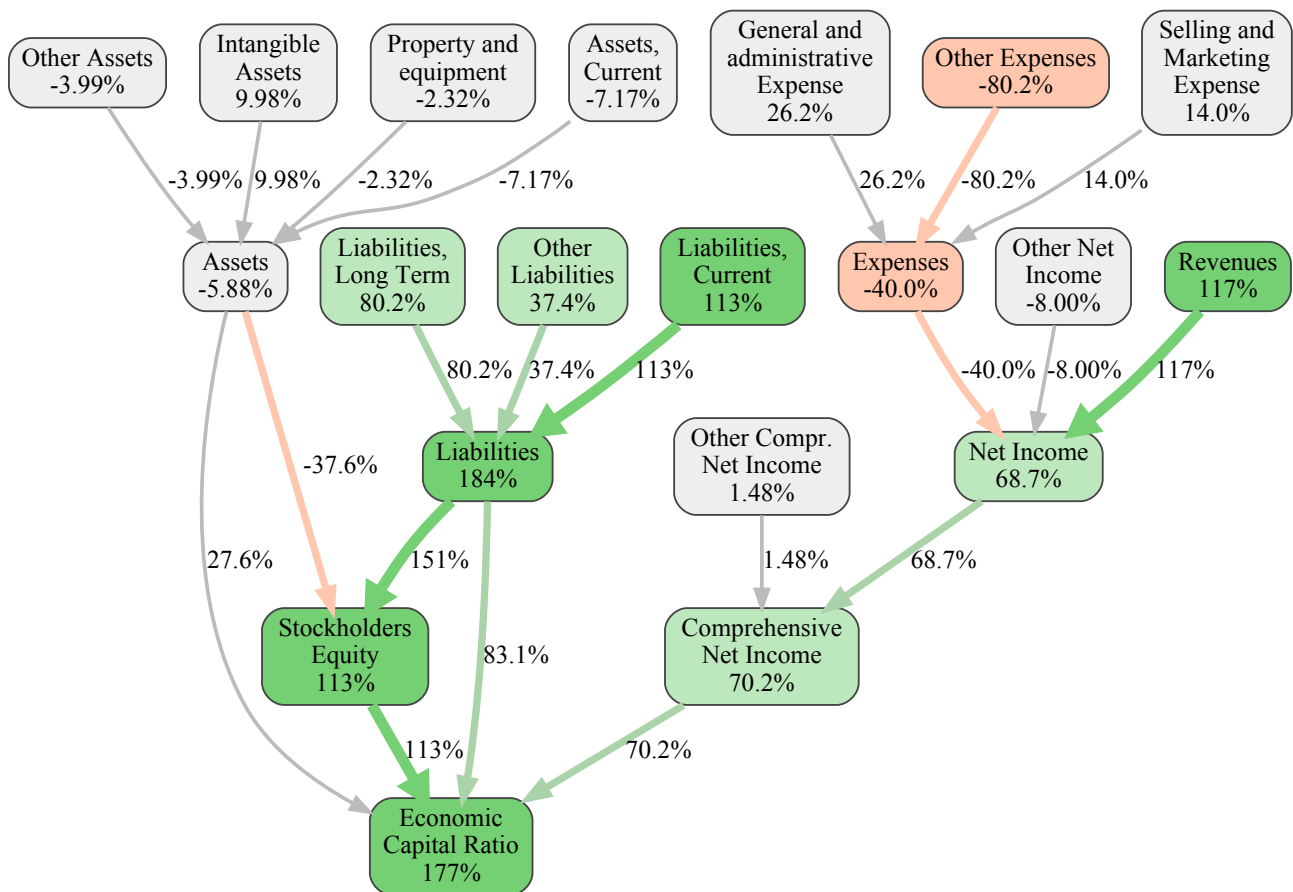 Other Assets
-3.99%
Intangible
Assets
9.98%
Property and
equipment
-2.32%
Assets,
Current
-7.17%
General and
administrative
Expense
26.2%
Other Expenses
-80.2%
Selling and
Marketing
Expense
14.0%
-3.99%
9.98%
-2.32%
-7.17%
26.2%
-80.2%
14.0%
Assets
-5.88%
Liabilities,
Long Term
80.2%
Other
Liabilities
37.4%
Liabilities,
Current
113%
Expenses
-40.0%
Other Net
Income
-8.00%
Revenues
117%
80.2%
37.4%
113%
-40.0%
-8.00%
117%
-37.6%
Liabilities
184%
Other Compr.
Net Income
1.48%
Net Income
68.7%
27.6%
151%
1.48%
68.7%
Stockholders
Equity
113%
83.1%
Comprehensive
Net Income
70.2%
113%
70.2%
Economic
Capital Ratio
177%